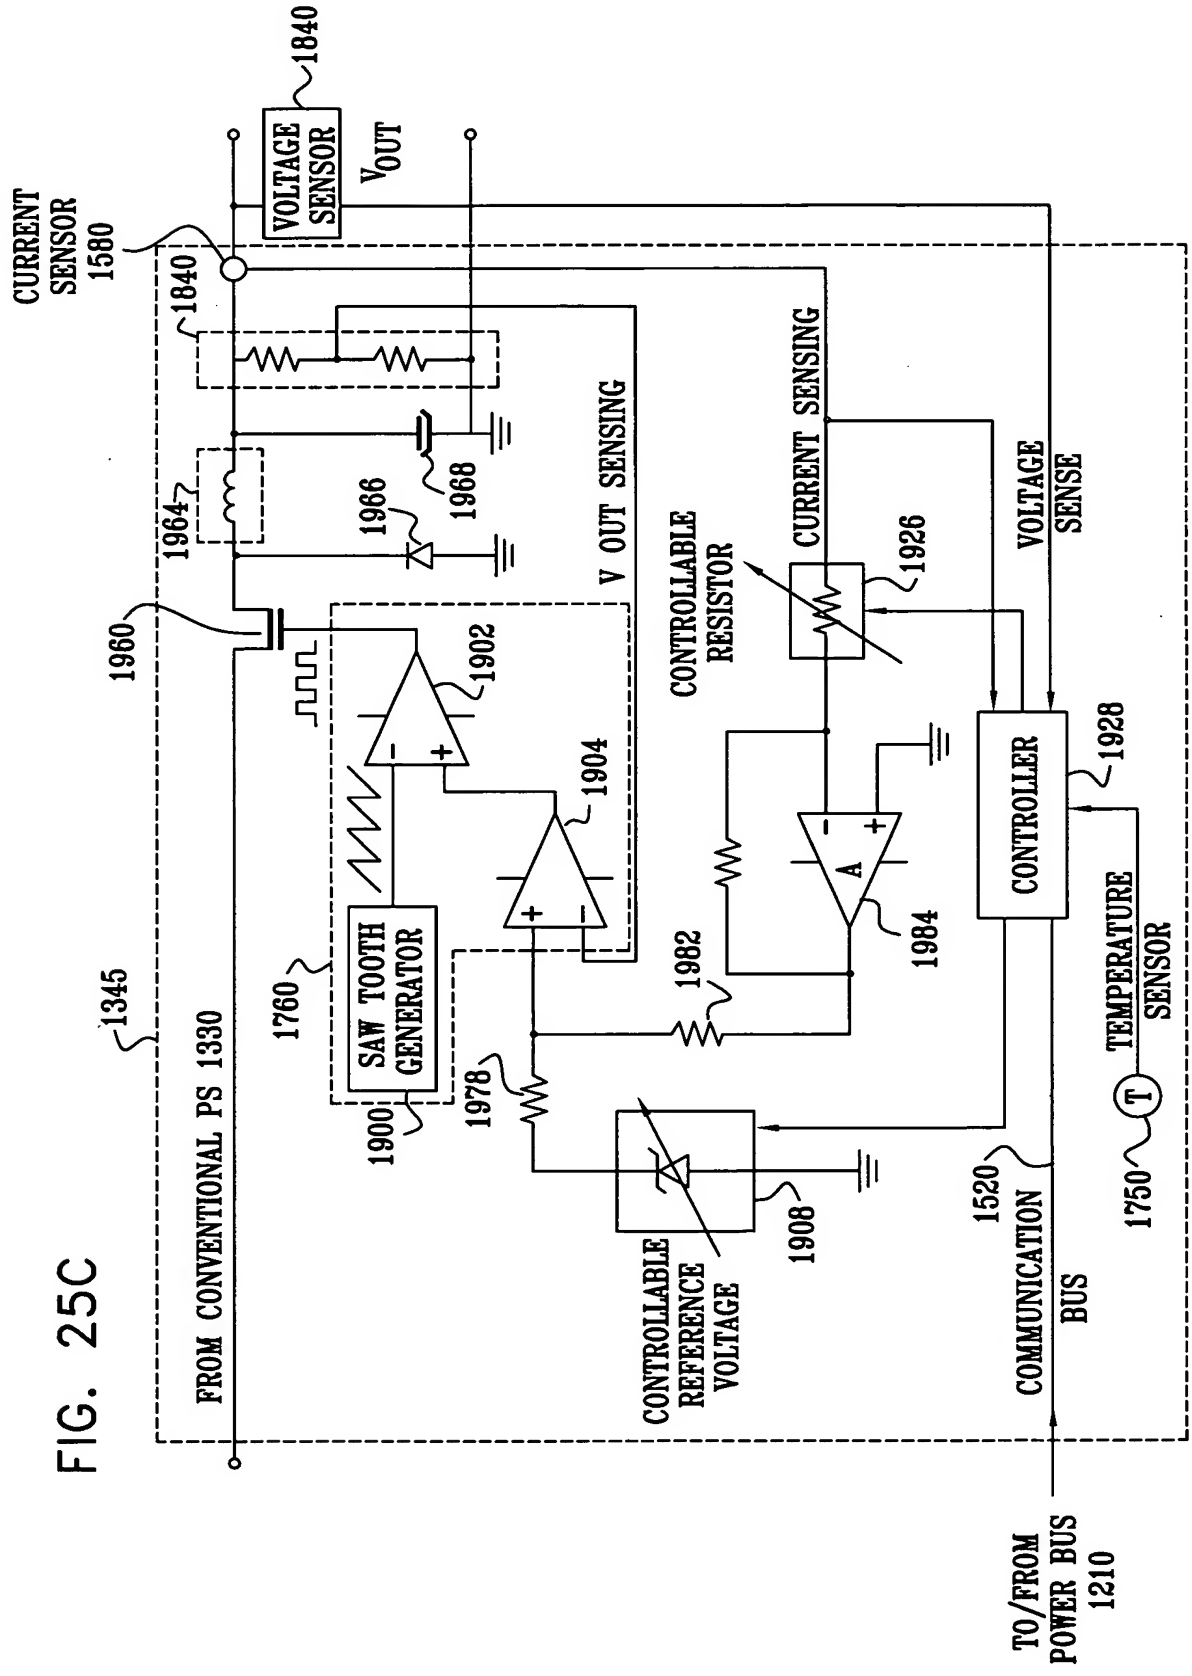 FIG. 25C
1345
FROM CONVENTIONAL PS 1330
1960
1964
1840
CURRENT
SENSOR
1580
VOLTAGE
SENSOR
1840
VOUT
1966
1968
1760
SAW TOOTH
GENERATOR
1900
-
+
1902
+
-
1904
V OUT SENSING
1978
1982
CONTROLLABLE
REFERENCE
VOLTAGE
1908
A
-
+
1984
CONTROLLABLE
RESISTOR
1926
CURRENT SENSING
VOLTAGE
SENSE
CONTROLLER
1928
COMMUNICATION
BUS
1520
TEMPERATURE
SENSOR
T
1750
TO/FROM
POWER BUS
1210